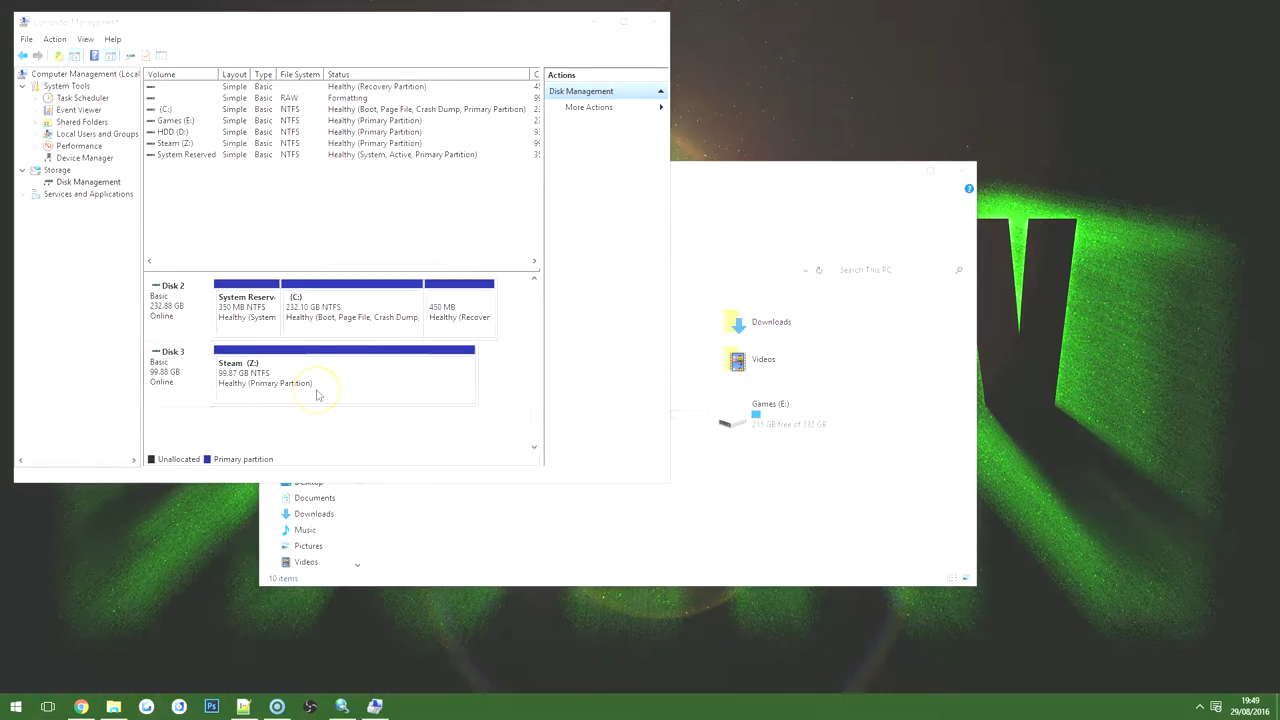 Computer Management
File Action View Help
Computer Management (Local
System Tools
Task Scheduler
Event Viewer
Shared Folders
Local Users and Groups
Performance
Device Manager
Storage
Disk Management
Services and Applications
Volume Layout Type File System Status C
Simple Basic Healthy (Recovery Partition) 45
Simple Basic RAW Formatting
(C:) Simple Basic NTFS Healthy (Boot, Page File, Crash Dump, Primary Partition) 23
Games (E:) Simple Basic NTFS Healthy (Primary Partition) 23
HDD (D:) Simple Basic NTFS Healthy (Primary Partition) 93
Steam (Z:) Simple Basic NTFS Healthy (Primary Partition) 99
System Reserved Simple Basic NTFS Healthy (System, Active, Primary Partition) 35
Actions
Disk Management
More Actions
Disk 2
Basic
232.88 GB
Online
System Reserv
350 MB NTFS
Healthy (System
(C:)
232.10 GB NTFS
Healthy (Boot, Page File, Crash Dump,
450 MB
Healthy (Recover
Disk 3
Basic
99.88 GB
Online
Steam (Z:)
99.87 GB NTFS
Healthy (Primary Partition)
Unallocated Primary partition
Search This PC
Downloads
Videos
Games (E:)
215 GB free of 232 GB
Desktop
Documents
Downloads
Music
Pictures
Videos
10 items
19:49
29/08/2016